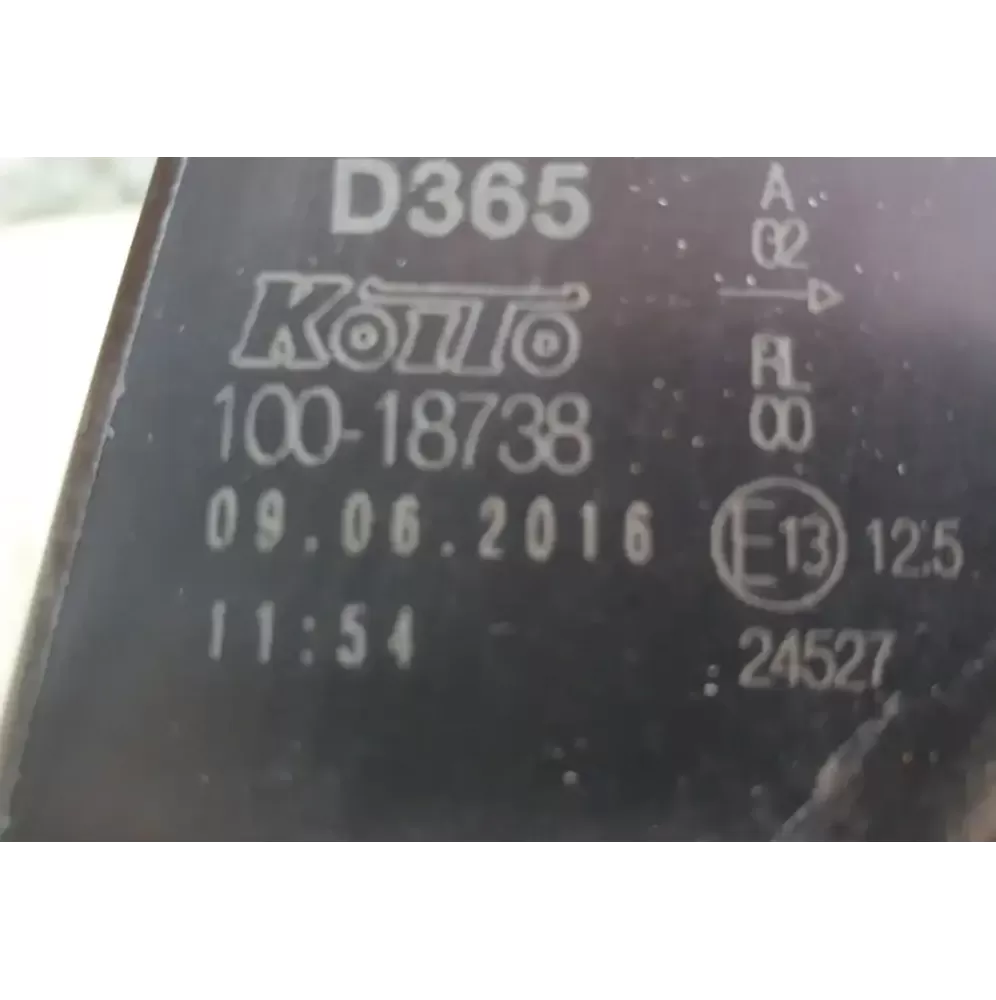 D365
KOITO
100-18738
09.06.2016
11:54
A
02
→
RL
00
E13 12.5
24527